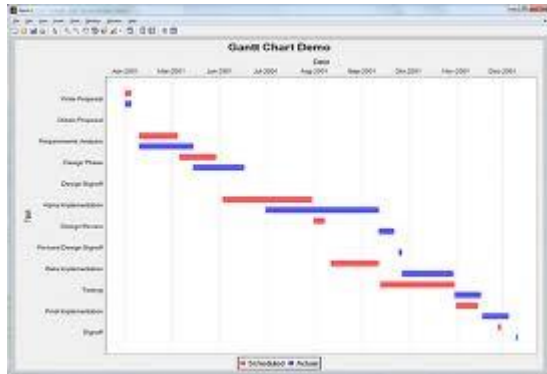 Gantt Chart Demo
Date
Apr-2001 May-2001 Jun-2001 Jul-2001 Aug-2001 Sep-2001 Oct-2001 Nov-2001 Dec-2001
Task
Write Proposal
Obtain Proposal
Requirements Analysis
Design Phase
Design Signoff
Alpha Implementation
Design Review
Revised Design Signoff
Beta Implementation
Testing
Final Implementation
Signoff
Scheduled Actual